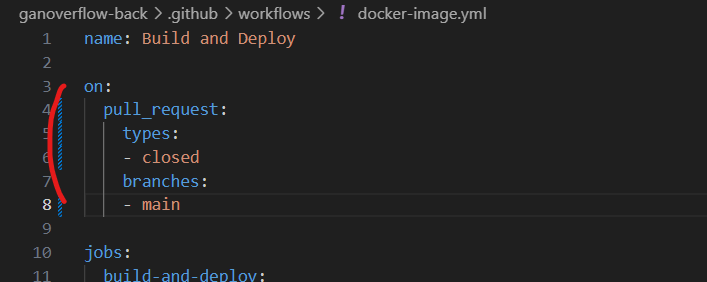 ganoverflow-back > .github > workflows > ! docker-image.yml
1 name: Build and Deploy
2
3 on:
4 pull_request:
5 types:
6 - closed
7 branches:
8 - main
9
10 jobs:
11 build-and-deploy: